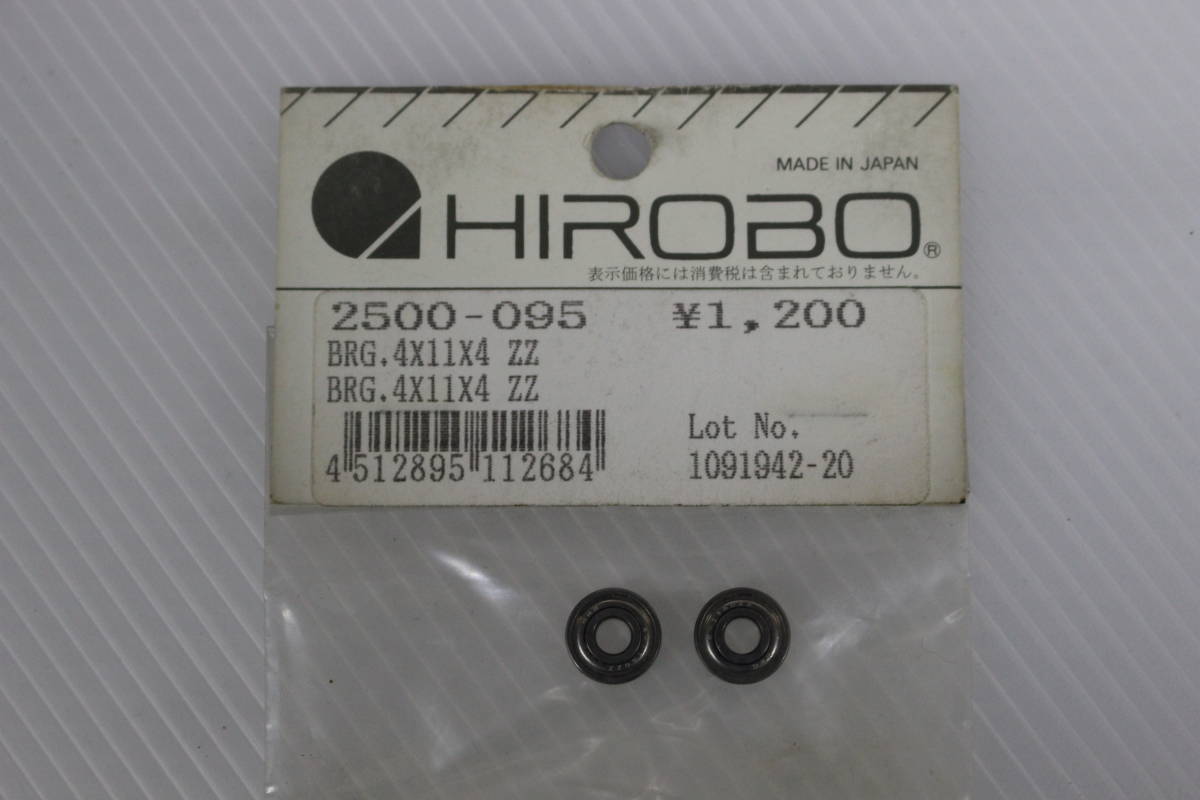 MADE IN JAPAN
HIROBO®
表示価格には消費税は含まれておりません。
2500-095 ¥1,200
BRG.4X11X4 ZZ
BRG.4X11X4 ZZ
Lot No.
4 512895 112684 1091942-20